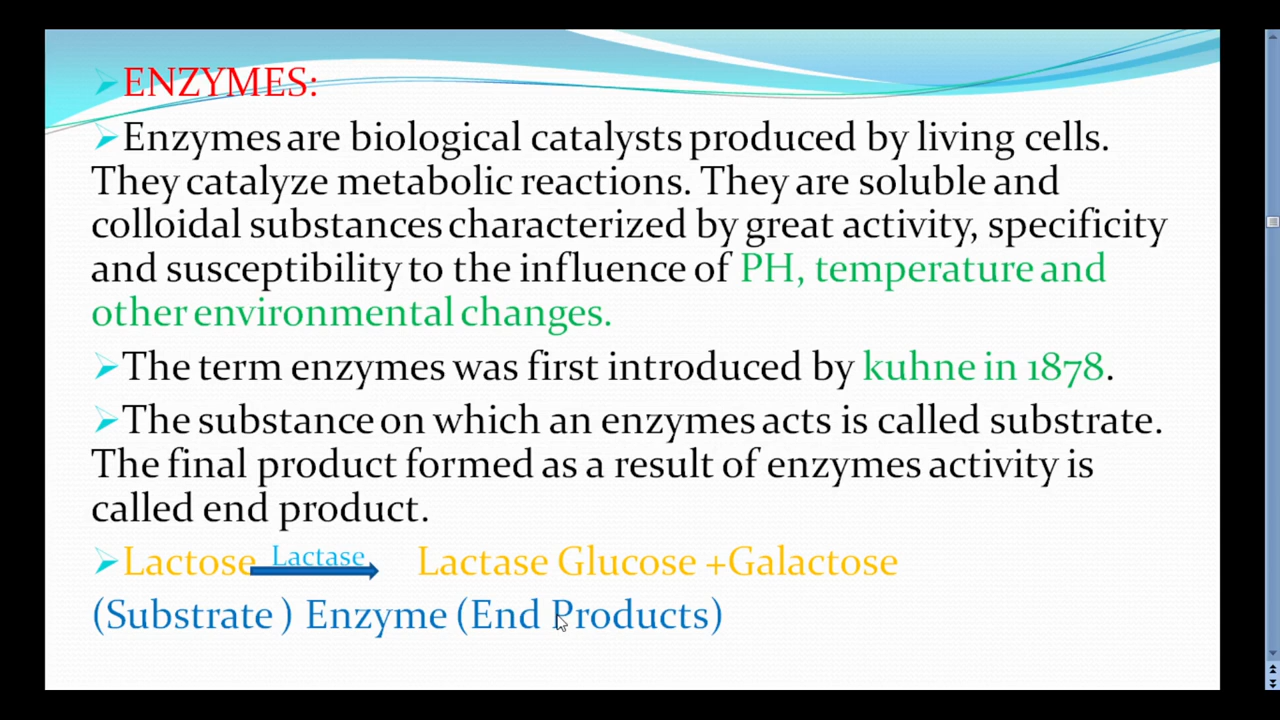 ENZYMES:
Enzymes are biological catalysts produced by living cells.
They catalyze metabolic reactions. They are soluble and
colloidal substances characterized by great activity, specificity
and susceptibility to the influence of PH, temperature and
other environmental changes.
The term enzymes was first introduced by kuhne in 1878.
The substance on which an enzymes acts is called substrate.
The final product formed as a result of enzymes activity is
called end product.
Lactose Lactase Lactase Glucose +Galactose
(Substrate ) Enzyme (End Products)